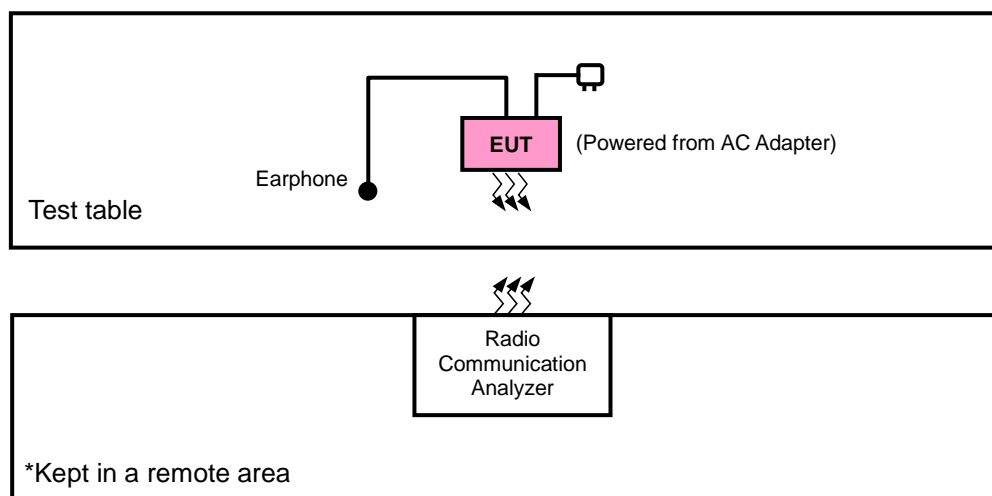 EUT
(Powered from AC Adapter)
Earphone
Test table
Radio
Communication
Analyzer
*Kept in a remote area